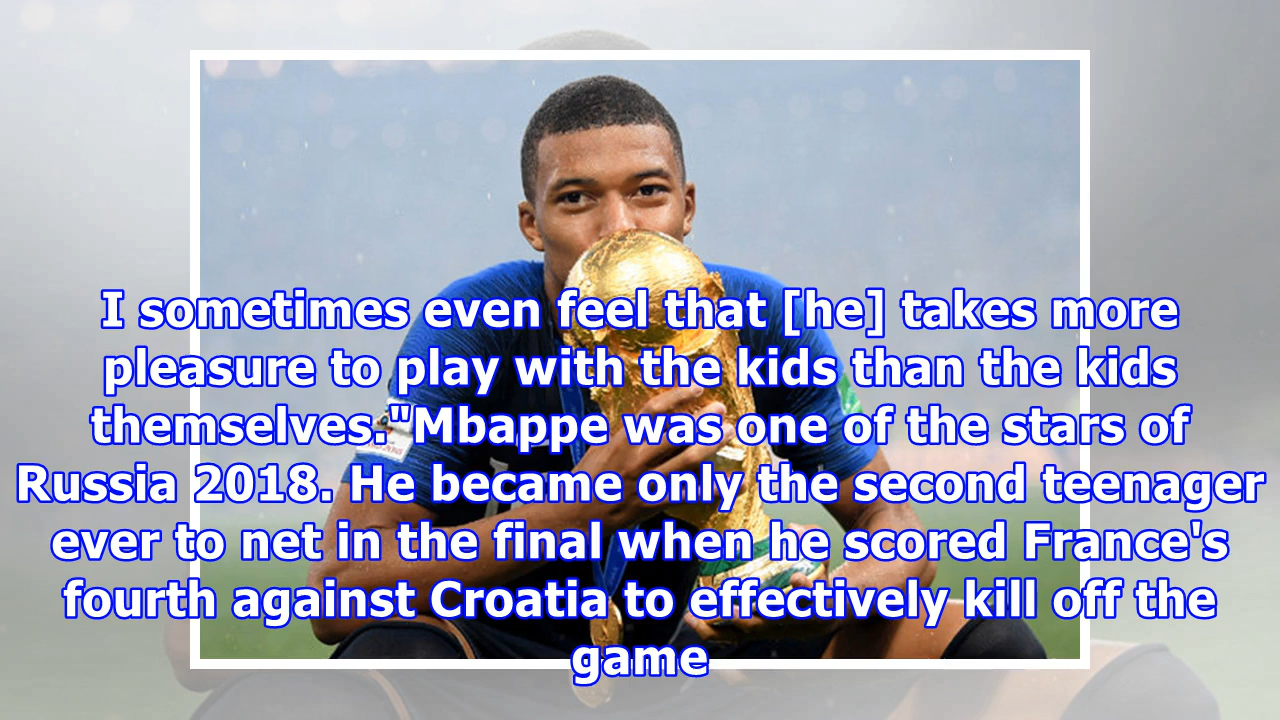 I sometimes even feel that [he] takes more
pleasure to play with the kids than the kids
themselves."Mbappe was one of the stars of
Russia 2018. He became only the second teenager
ever to net in the final when he scored France's
fourth against Croatia to effectively kill off the
game